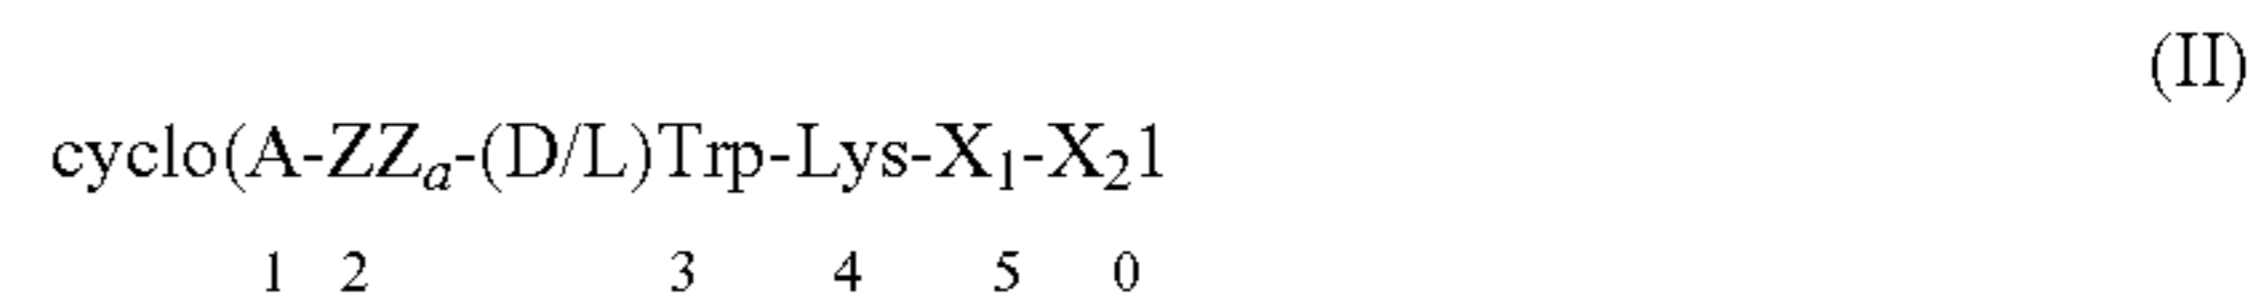 (II)
cyclo(A-ZZₐ-(D/L)Trp-Lys-X₁-X₂1
1 2 3 4 5 0